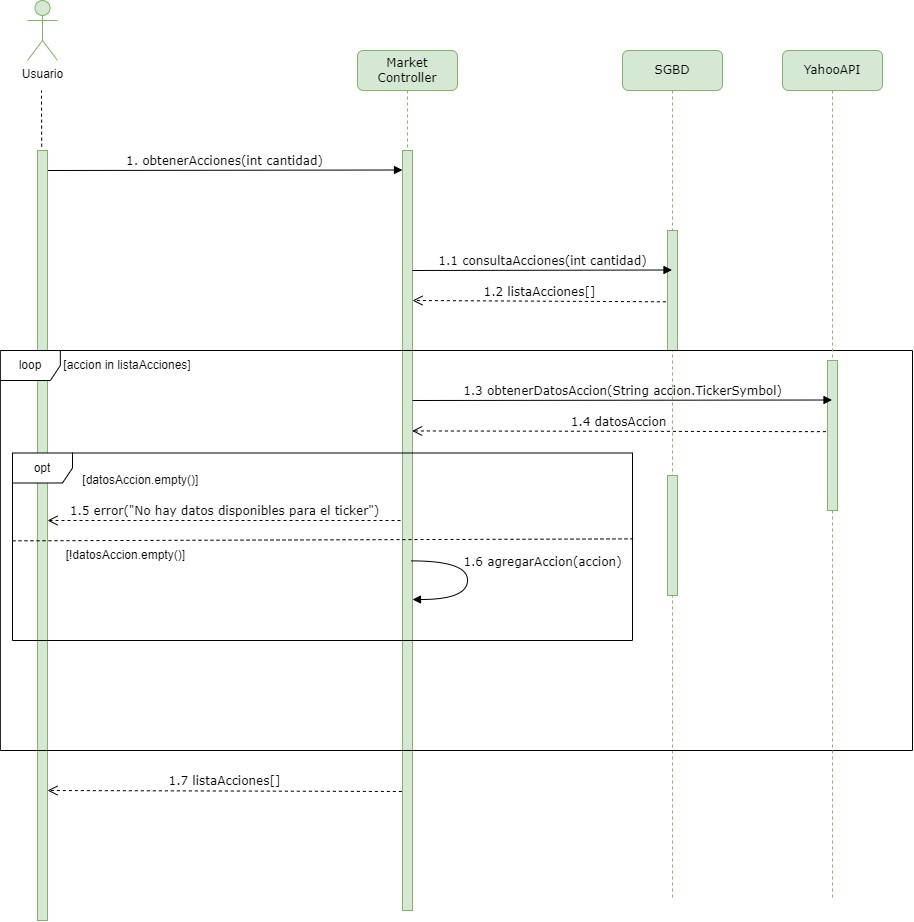 Usuario
Market
Controller
SGBD
YahooAPI
1. obtenerAcciones(int cantidad)
1.1 consultaAcciones(int cantidad)
1.2 listaAcciones[]
loop
[accion in listaAcciones]
1.3 obtenerDatosAccion(String accion.TickerSymbol)
1.4 datosAccion
opt
[datosAccion.empty()]
1.5 error("No hay datos disponibles para el ticker")
[!datosAccion.empty()]
1.6 agregarAccion(accion)
1.7 listaAcciones[]